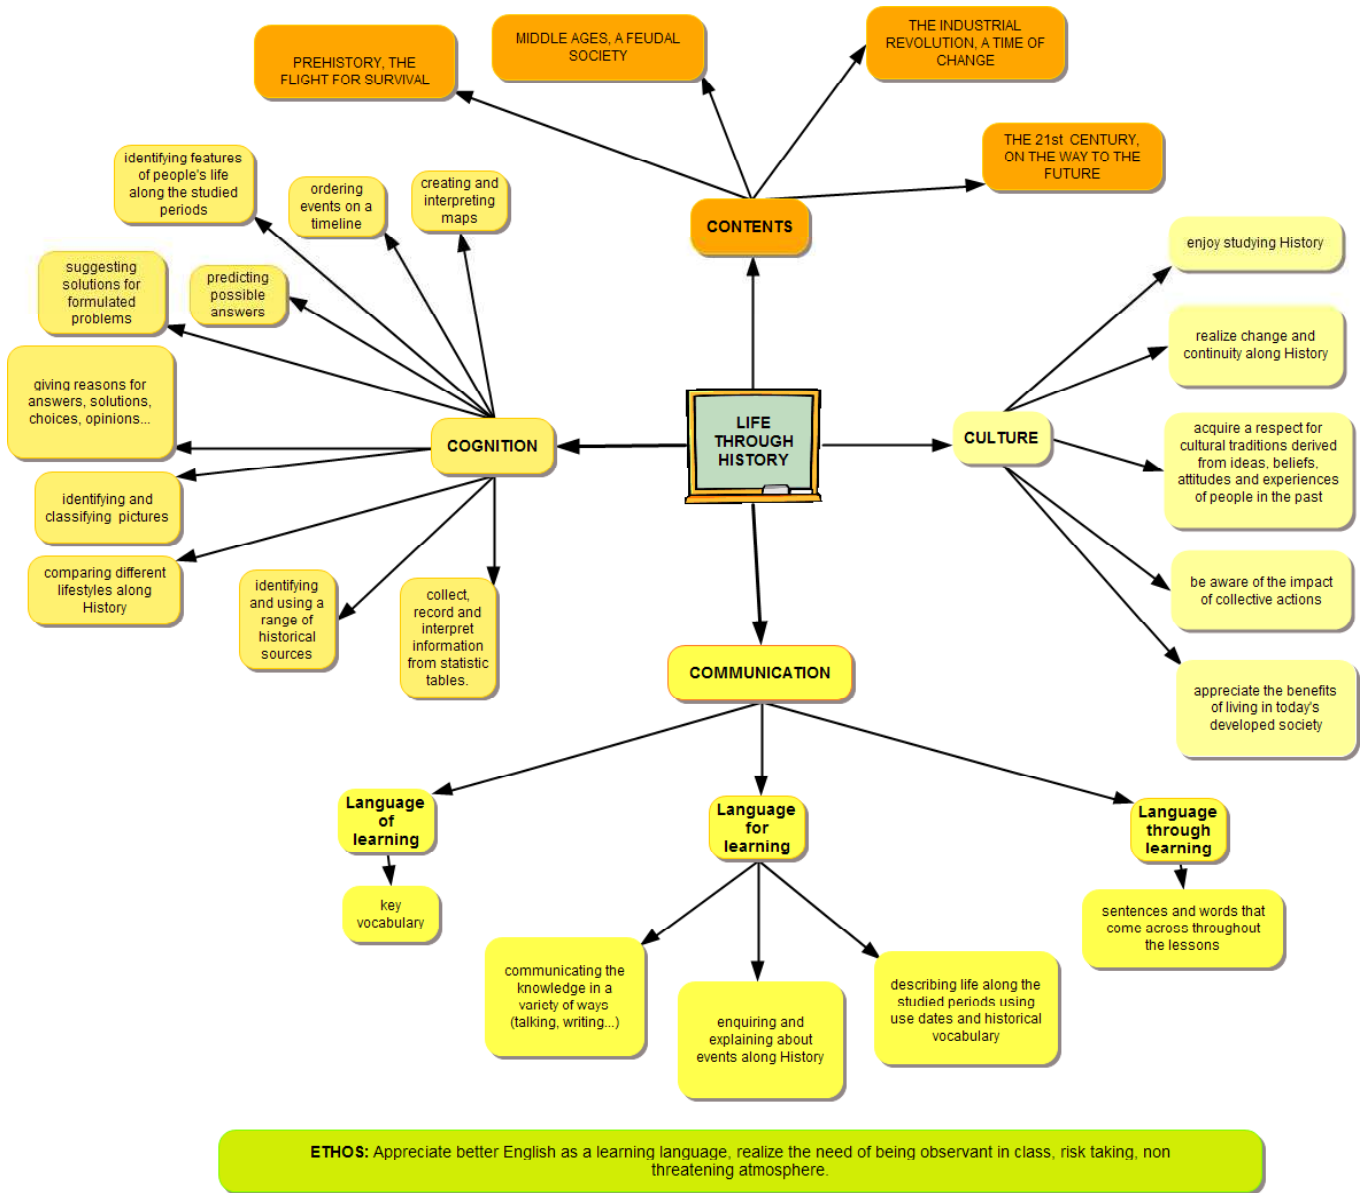 PREHISTORY, THE
FLIGHT FOR SURVIVAL
MIDDLE AGES, A FEUDAL
SOCIETY
THE INDUSTRIAL
REVOLUTION, A TIME OF
CHANGE
THE 21st CENTURY,
ON THE WAY TO THE
FUTURE
CONTENTS
identifying features
of people's life
along the studied
periods
ordering
events on a
timeline
creating and
interpreting
maps
suggesting
solutions for
formulated
problems
predicting
possible
answers
giving reasons for
answers, solutions,
choices, opinions...
COGNITION
identifying and
classifying pictures
comparing different
lifestyles along
History
identifying
and using a
range of
historical
sources
collect,
record and
interpret
information
from statistic
tables.
LIFE
THROUGH
HISTORY
CULTURE
enjoy studying History
realize change and
continuity along History
acquire a respect for
cultural traditions derived
from ideas, beliefs,
attitudes and experiences
of people in the past
be aware of the impact
of collective actions
appreciate the benefits
of living in today's
developed society
COMMUNICATION
Language
of
learning
key
vocabulary
Language
for
learning
communicating the
knowledge in a
variety of ways
(talking, writing...)
enquiring and
explaining about
events along History
describing life along the
studied periods using
use dates and historical
vocabulary
Language
through
learning
sentences and words that
come across throughout
the lessons
ETHOS: Appreciate better English as a learning language, realize the need of being observant in class, risk taking, non
threatening atmosphere.